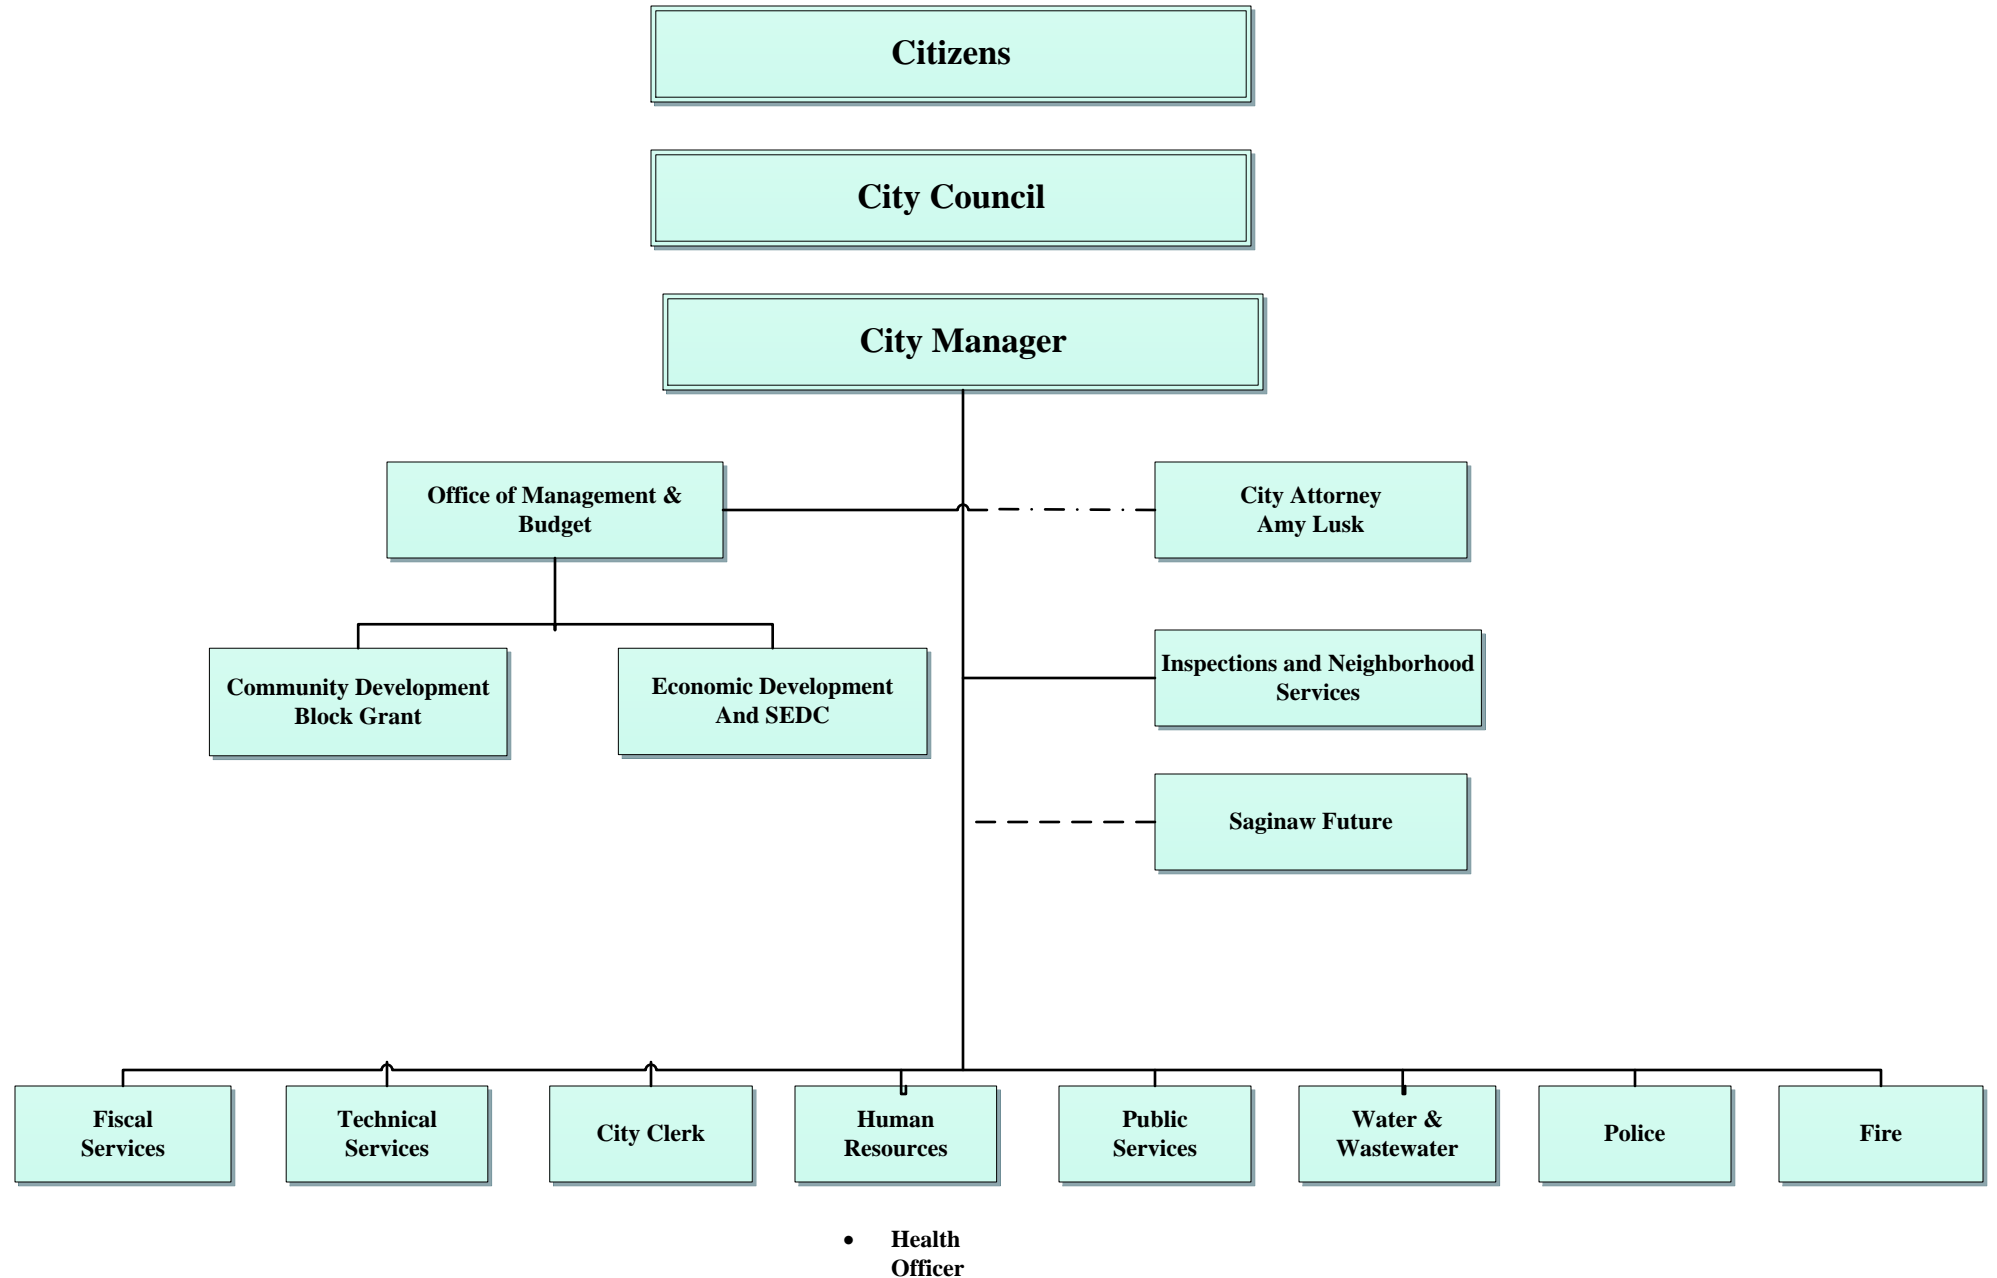 Citizens
City Council
City Manager
Office of Management &
Budget
City Attorney
Amy Lusk
Inspections and Neighborhood
Services
Community Development
Block Grant
Economic Development
And SEDC
Saginaw Future
Fiscal
Services
Technical
Services
City Clerk
Human
Resources
Public
Services
Water &
Wastewater
Police
Fire
• Health
Officer